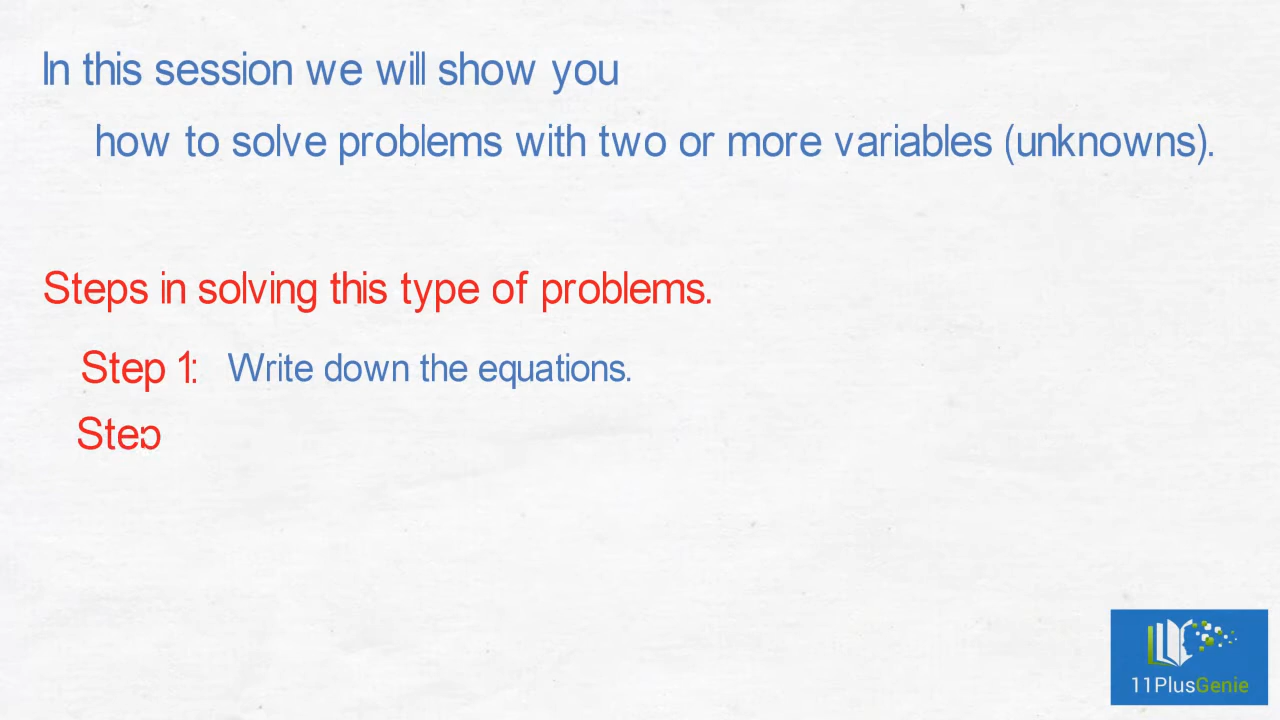 In this session we will show you
how to solve problems with two or more variables (unknowns).
Steps in solving this type of problems.
Step 1: Write down the equations.
Step
11PlusGenie